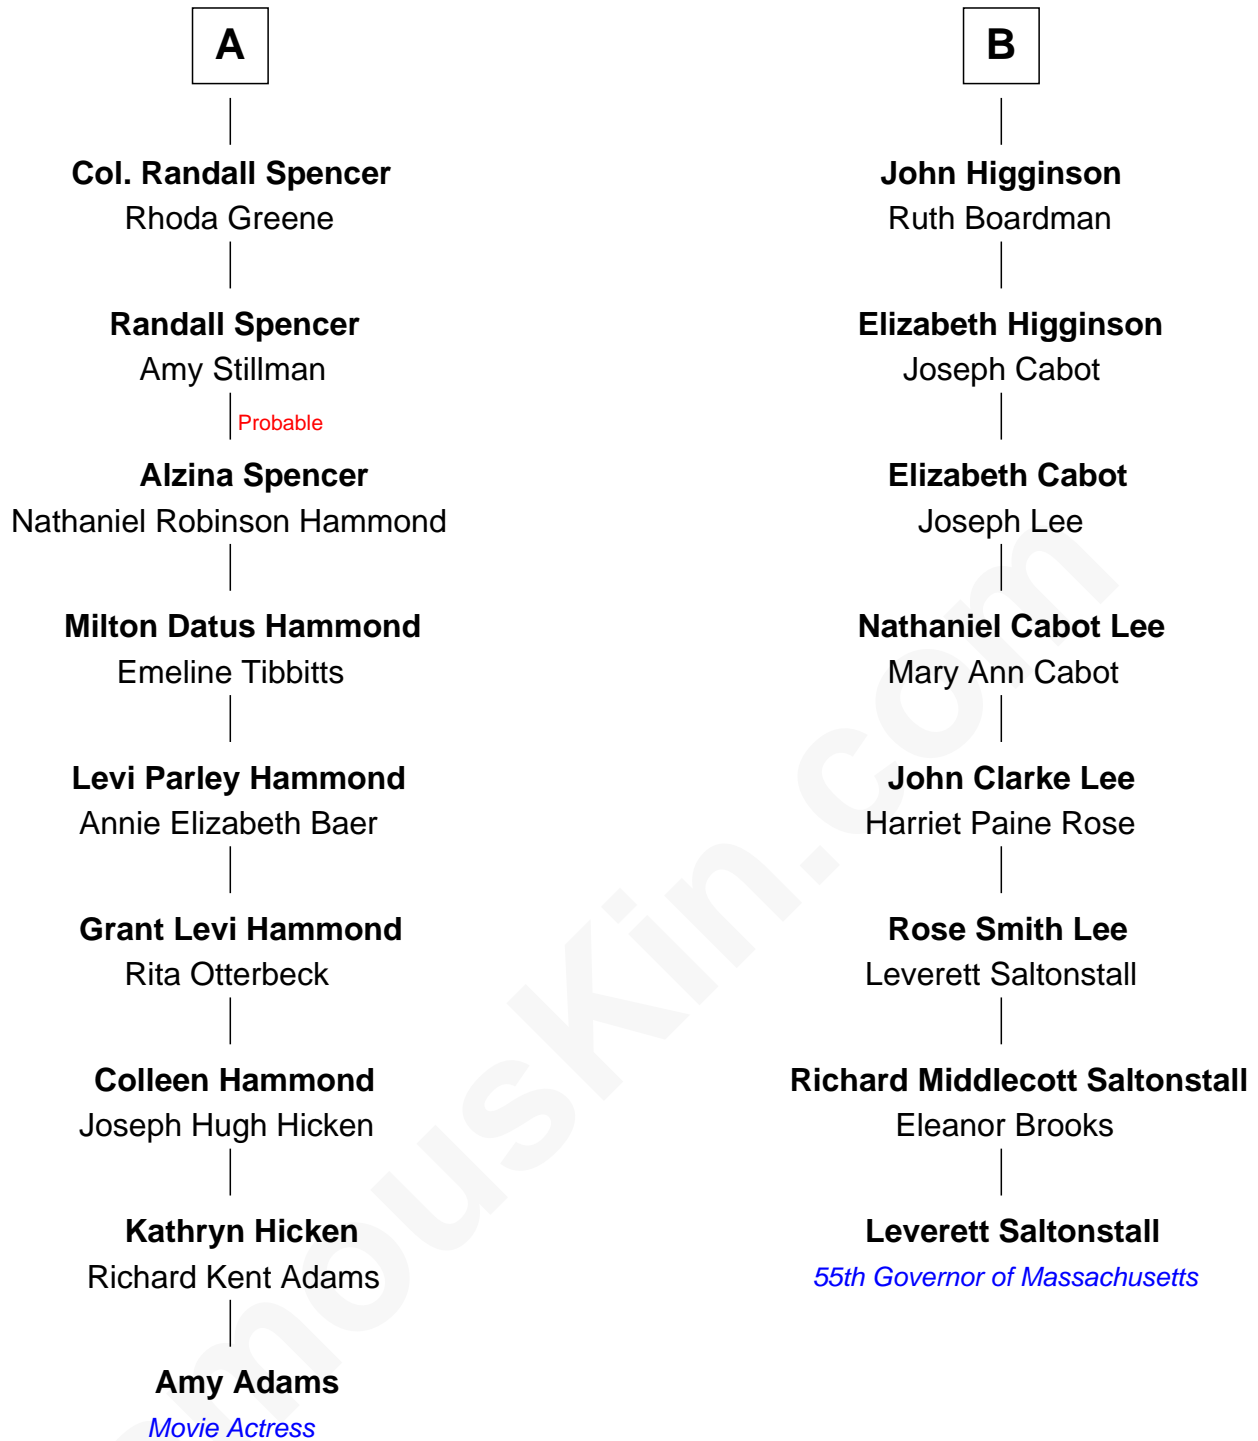 A
Col. Randall Spencer
Rhoda Greene
Randall Spencer
Amy Stillman
Probable
Alzina Spencer
Nathaniel Robinson Hammond
Milton Datus Hammond
Emeline Tibbitts
Levi Parley Hammond
Annie Elizabeth Baer
Grant Levi Hammond
Rita Otterbeck
Colleen Hammond
Joseph Hugh Hicken
Kathryn Hicken
Richard Kent Adams
Amy Adams
Movie Actress
B
John Higginson
Ruth Boardman
Elizabeth Higginson
Joseph Cabot
Elizabeth Cabot
Joseph Lee
Nathaniel Cabot Lee
Mary Ann Cabot
John Clarke Lee
Harriet Paine Rose
Rose Smith Lee
Leverett Saltonstall
Richard Middlecott Saltonstall
Eleanor Brooks
Leverett Saltonstall
55th Governor of Massachusetts
mousKin.com